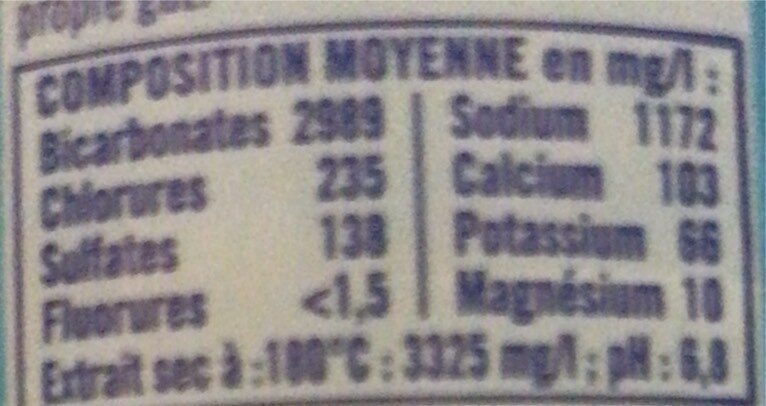 propre
COMPOSITION MOYENNE en mg/l :
Bicarbonates 2989 Sodium 1172
Chlorures 235 Calcium 103
Sulfates 138 Potassium 66
Fluorures <1,5 Magnésium 10
Extrait sec à :180°C : 3325 mg/l ; pH : 6,8